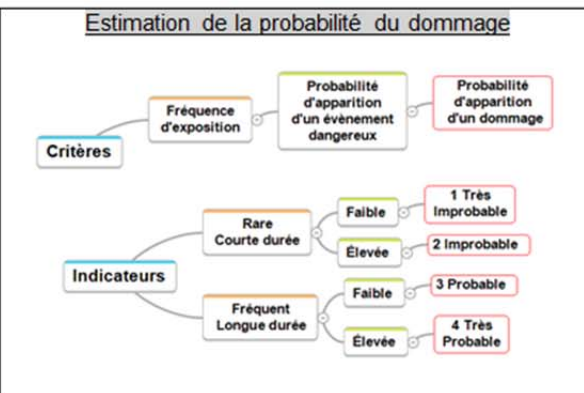 Estimation de la probabilité du dommage
Critères
Fréquence
d'exposition
Probabilité
d'apparition
d'un évènement
dangereux
Probabilité
d'apparition
d'un dommage
Indicateurs
Rare
Courte durée
Faible
1 Très
Improbable
Élevée
2 Improbable
Fréquent
Longue durée
Faible
3 Probable
Élevée
4 Très
Probable